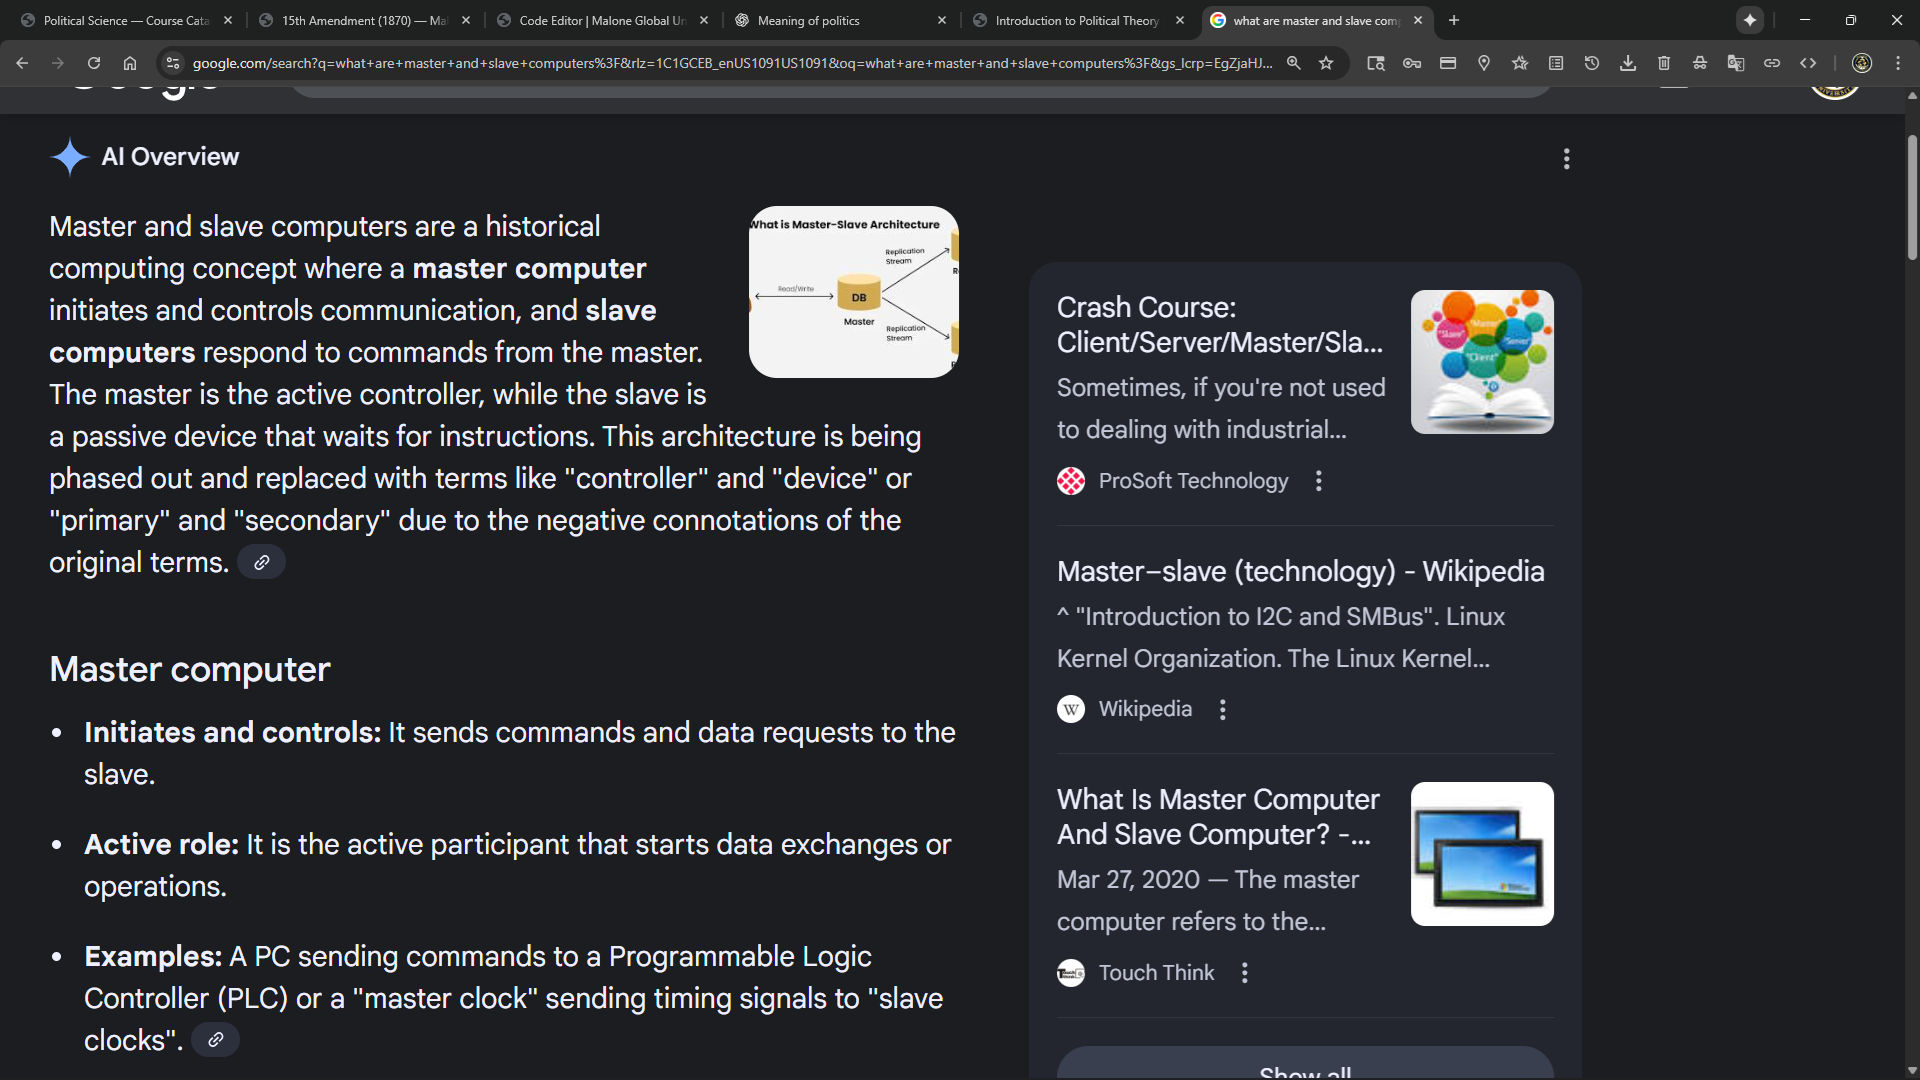 Political Science — Course Cata
15th Amendment (1870) — Ma
Code Editor | Malone Global Un
Meaning of politics
Introduction to Political Theory
what are master and slave com
google.com/search?q=what+are+master+and+slave+computers%3F&rlz=1C1GCEB_enUS1091US1091&oq=what+are+master+and+slave+computers%3F&gs_lcrp=EgZjaHJ...
AI Overview
Master and slave computers are a historical
computing concept where a master computer
initiates and controls communication, and slave
computers respond to commands from the master.
The master is the active controller, while the slave is
a passive device that waits for instructions. This architecture is being
phased out and replaced with terms like "controller" and "device" or
"primary" and "secondary" due to the negative connotations of the
original terms.
What is Master-Slave Architecture
Replication
Stream
Read/Write
DB
Master
Replication
Stream
Master computer
• Initiates and controls: It sends commands and data requests to the
slave.
• Active role: It is the active participant that starts data exchanges or
operations.
• Examples: A PC sending commands to a Programmable Logic
Controller (PLC) or a "master clock" sending timing signals to "slave
clocks".
Crash Course:
Client/Server/Master/Sla...
Sometimes, if you're not used
to dealing with industrial...
ProSoft Technology
"Slave"
"Master"
"Server"
"Client"
Master–slave (technology) - Wikipedia
^ "Introduction to I2C and SMBus". Linux
Kernel Organization. The Linux Kernel...
W
Wikipedia
What Is Master Computer
And Slave Computer? -...
Mar 27, 2020 — The master
computer refers to the...
Touch Think
Show all